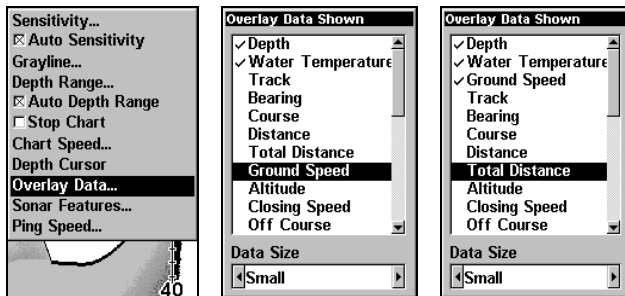 Sensitivity...
Auto Sensitivity
Grayline...
Depth Range...
Auto Depth Range
Stop Chart
Chart Speed...
Depth Cursor
Overlay Data...
Sonar Features...
Ping Speed...
40
Overlay Data Shown
Depth
Water Temperature
Track
Bearing
Course
Distance
Total Distance
Ground Speed
Altitude
Closing Speed
Off Course
Data Size
Small
Overlay Data Shown
Depth
Water Temperature
Ground Speed
Track
Bearing
Course
Distance
Total Distance
Altitude
Closing Speed
Off Course
Data Size
Small